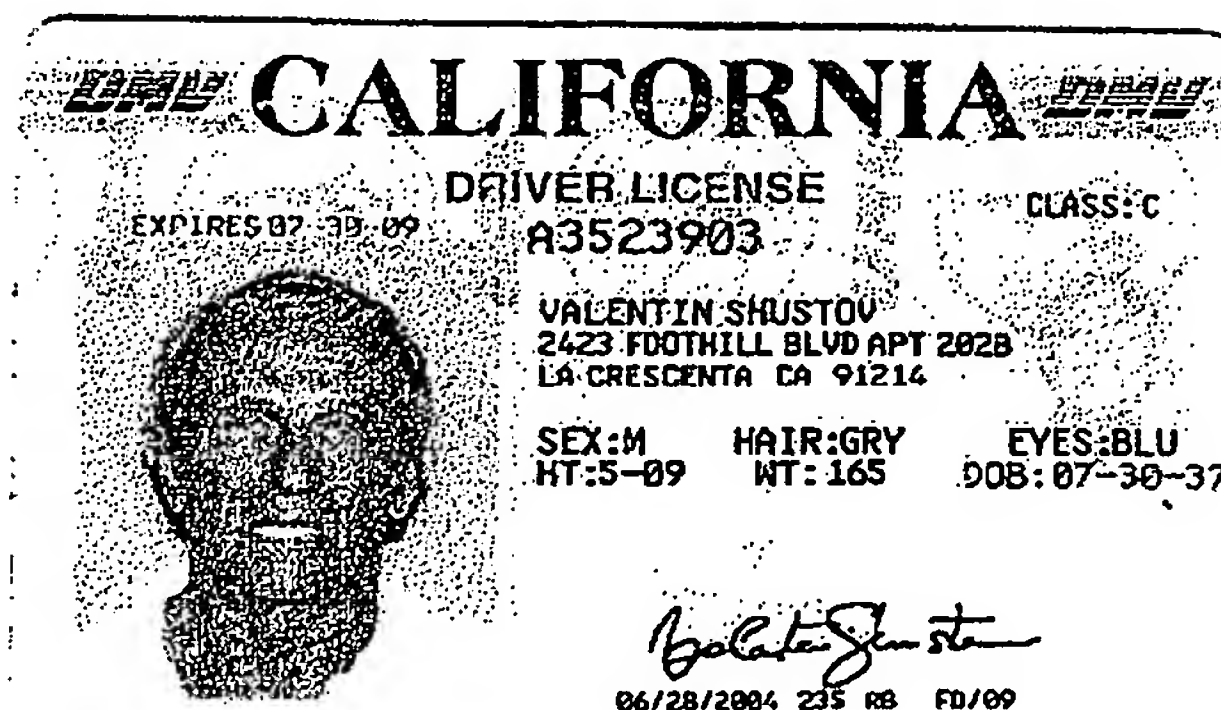 DMV CALIFORNIA DMV
DRIVER LICENSE
EXPIRES 07-30-09 A3523903 CLASS:C
VALENTIN SHUSTOV
2423 FOOTHILL BLVD APT 202B
LA CRESCENTA CA 91214
SEX:M HAIR:GRY EYES:BLU
HT:5-09 WT:165 DOB:07-30-37
06/28/2004 235 RB FD/09